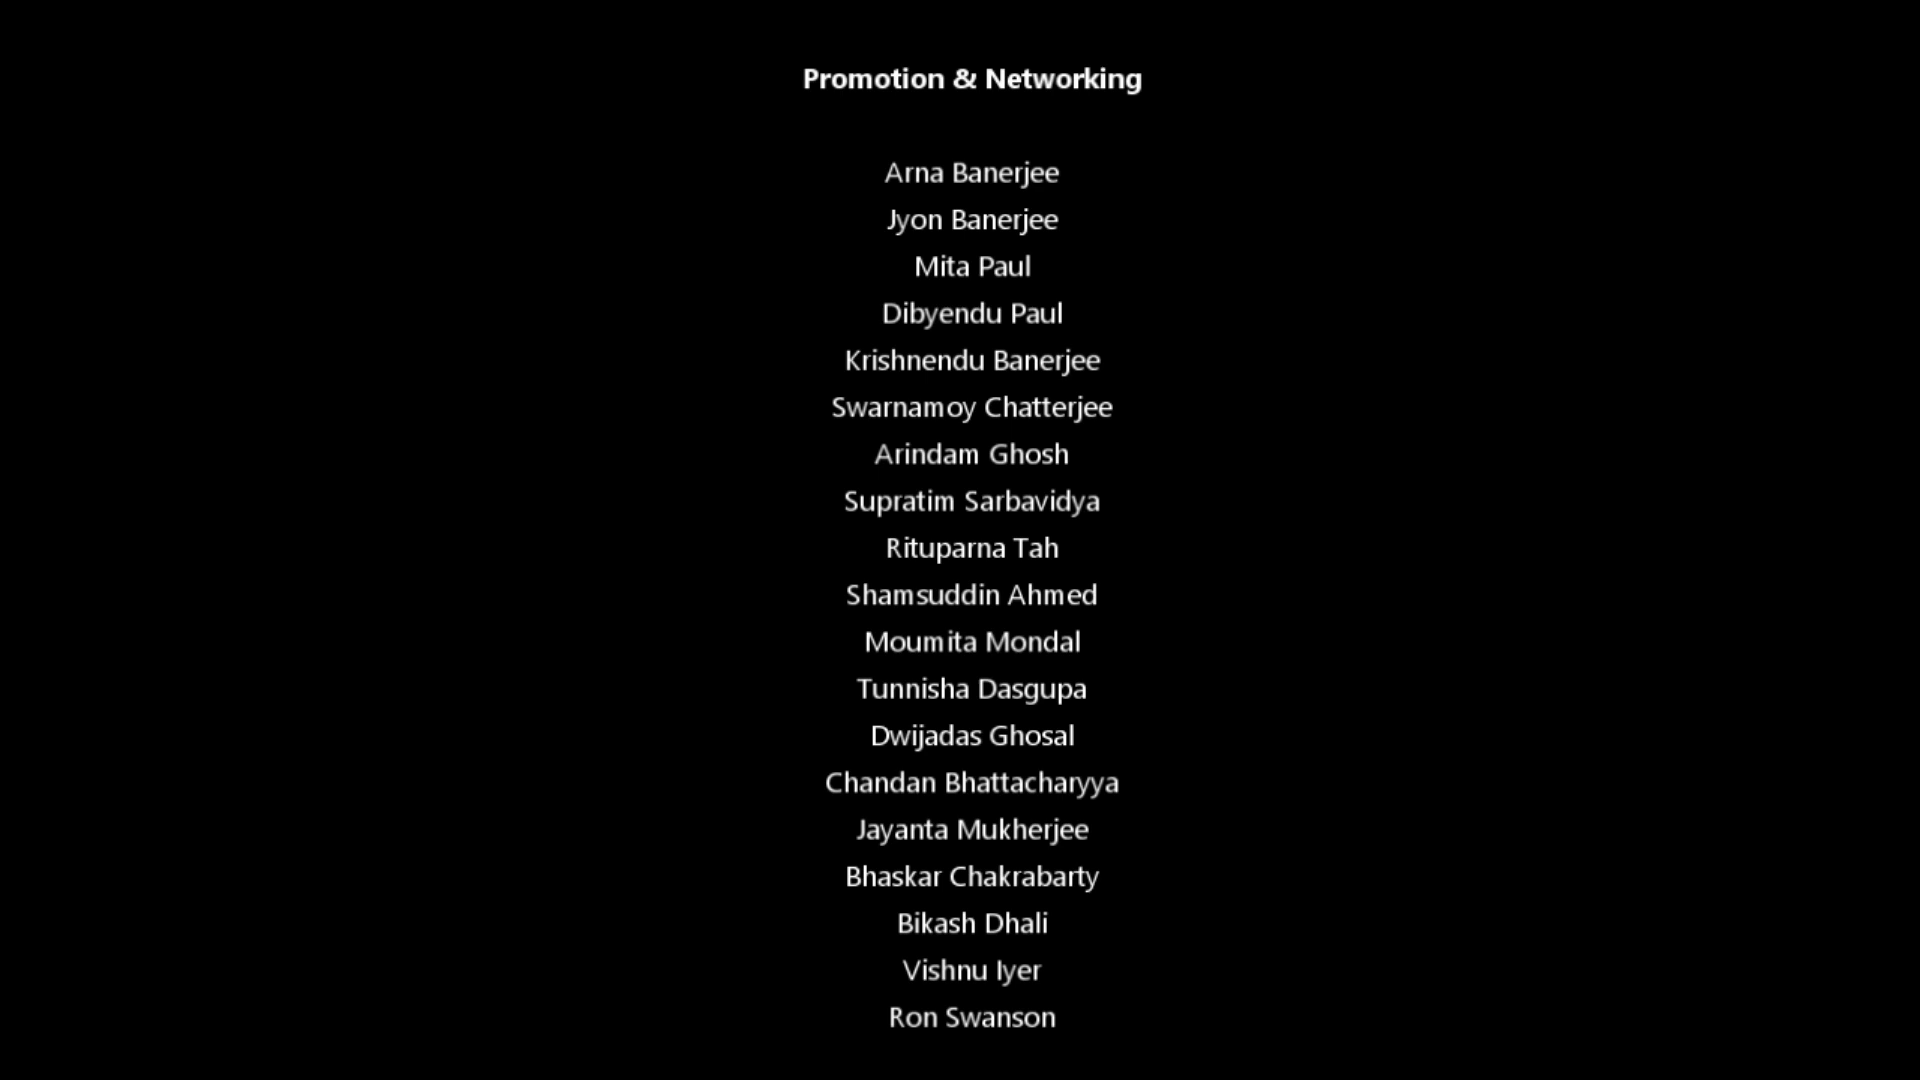 Promotion & Networking
Arna Banerjee
Jyon Banerjee
Mita Paul
Dibyendu Paul
Krishnendu Banerjee
Swarnamoy Chatterjee
Arindam Ghosh
Supratim Sarbavidya
Rituparna Tah
Shamsuddin Ahmed
Moumita Mondal
Tunnisha Dasgupa
Dwijadas Ghosal
Chandan Bhattacharyya
Jayanta Mukherjee
Bhaskar Chakrabarty
Bikash Dhali
Vishnu Iyer
Ron Swanson